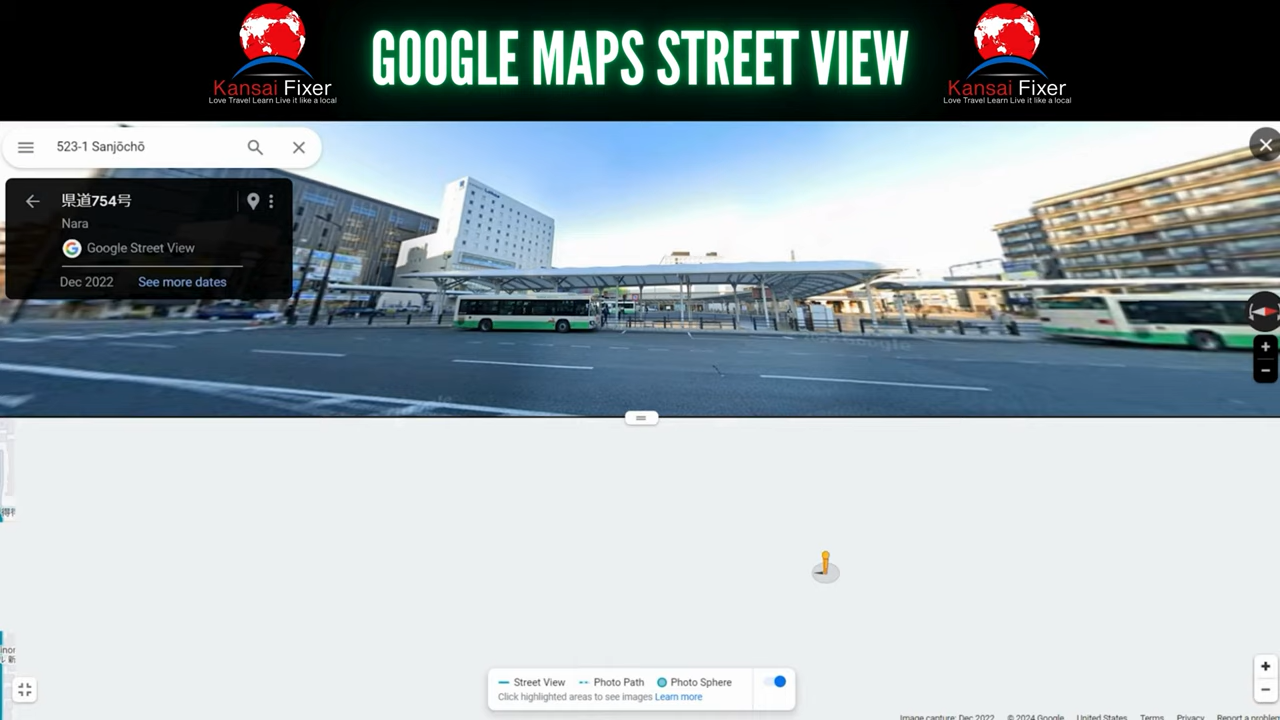 GOOGLE MAPS STREET VIEW
Kansai Fixer
Love Travel Learn Live it like a local
Kansai Fixer
Love Travel Learn Live it like a local
523-1 Sanjōchō
県道754号
Nara
Google Street View
Dec 2022 See more dates
Street View Photo Path Photo Sphere
Click highlighted areas to see images Learn more
Image capture: Dec 2022 © 2024 Google United States Terms Privacy Report a problem